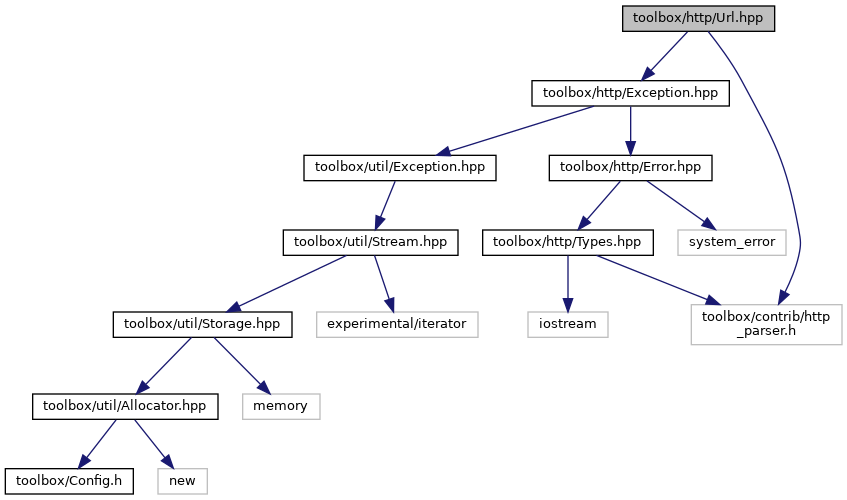 toolbox/http/Url.hpp
toolbox/http/Exception.hpp
toolbox/util/Exception.hpp
toolbox/http/Error.hpp
toolbox/util/Stream.hpp
toolbox/http/Types.hpp
system_error
toolbox/util/Storage.hpp
experimental/iterator
iostream
toolbox/contrib/http
_parser.h
toolbox/util/Allocator.hpp
memory
toolbox/Config.h
new